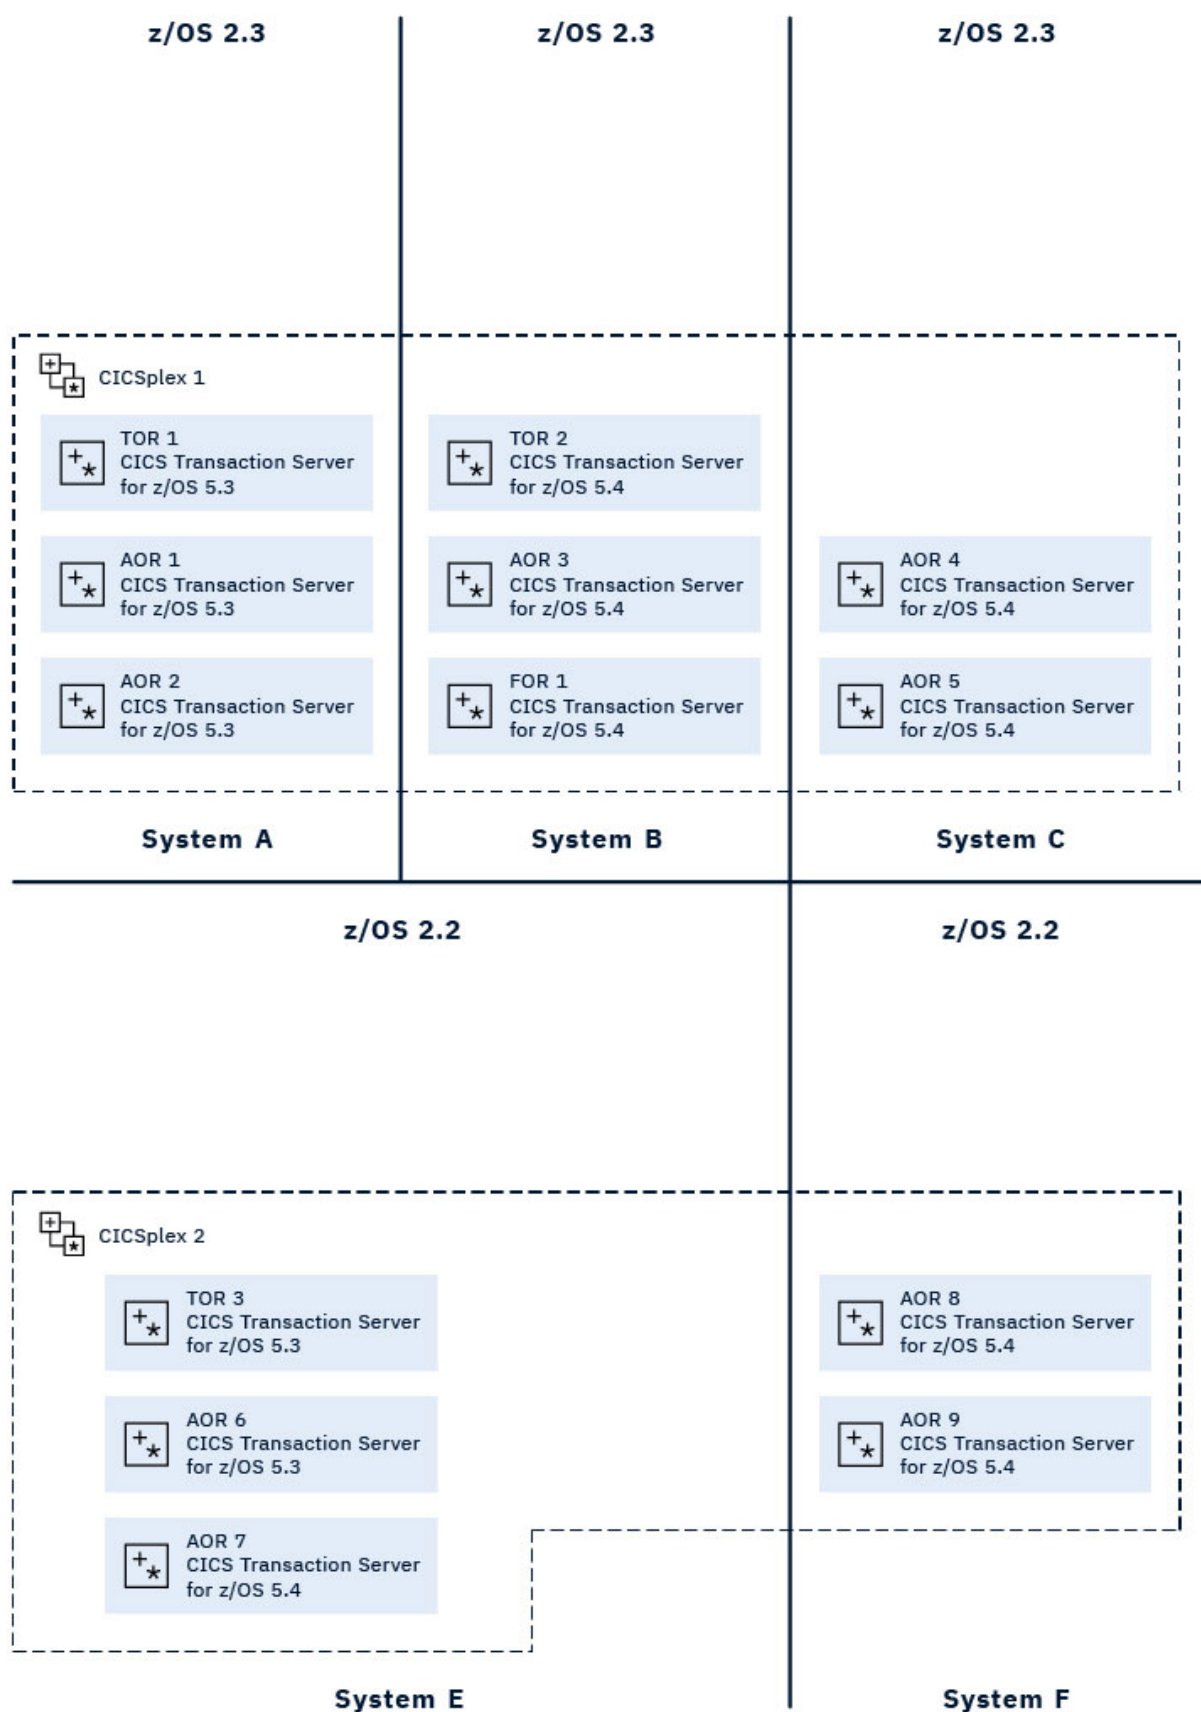 z/OS 2.3
z/OS 2.3
z/OS 2.3
CICSplex 1
TOR 1
CICS Transaction Server
for z/OS 5.3
TOR 2
CICS Transaction Server
for z/OS 5.4
AOR 1
CICS Transaction Server
for z/OS 5.3
AOR 3
CICS Transaction Server
for z/OS 5.4
AOR 4
CICS Transaction Server
for z/OS 5.4
AOR 2
CICS Transaction Server
for z/OS 5.3
FOR 1
CICS Transaction Server
for z/OS 5.4
AOR 5
CICS Transaction Server
for z/OS 5.4
System A
System B
System C
z/OS 2.2
z/OS 2.2
CICSplex 2
TOR 3
CICS Transaction Server
for z/OS 5.3
AOR 8
CICS Transaction Server
for z/OS 5.4
AOR 6
CICS Transaction Server
for z/OS 5.3
AOR 9
CICS Transaction Server
for z/OS 5.4
AOR 7
CICS Transaction Server
for z/OS 5.4
System E
System F